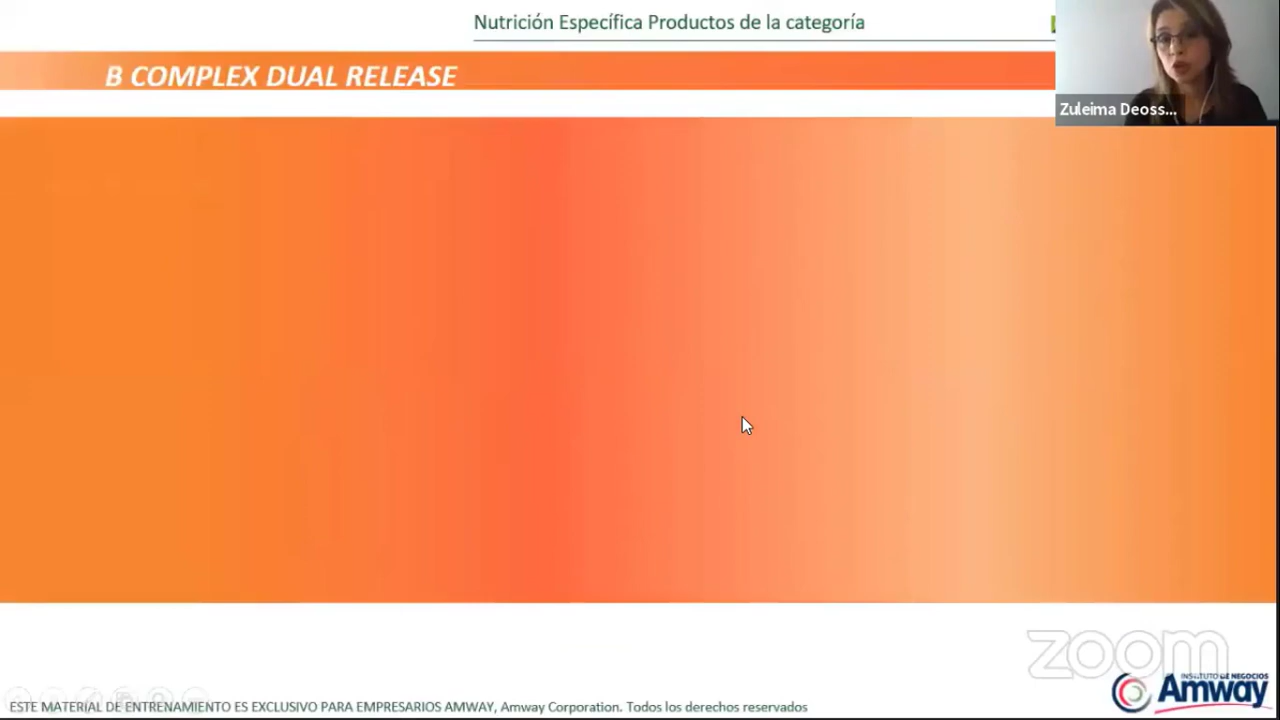 Nutrición Específica Productos de la categoría
B COMPLEX DUAL RELEASE
Zuleima Deoss...
zoom
INSTITUTO DE NEGOCIOS
Amway
ESTE MATERIAL DE ENTRENAMIENTO ES EXCLUSIVO PARA EMPRESARIOS AMWAY, Amway Corporation. Todos los derechos reservados